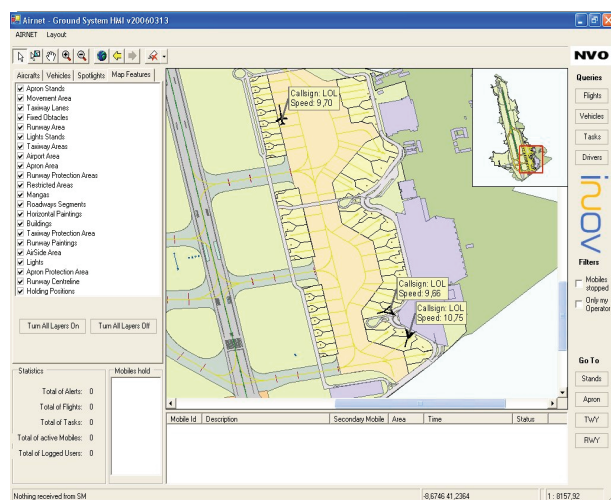 Airnet - Ground System HMI v20060313
AIRNET Layout
Aircrafts Vehicles Spotlights Map Features
Apron Stands
Movement Area
Taxiway Lanes
Fixed Obtacles
Runway Area
Lights Stands
Taxiway Areas
Airport Area
Apron Area
Runway Protection Areas
Restricted Areas
Mangas
Roadways Segments
Horizontal Paintings
Buildings
Taxiway Protection Area
Runway Paintings
AirSide Area
Lights
Apron Protection Area
Runway Centreline
Holding Positions
Turn All Layers On Turn All Layers Off
Statistics
Total of Alerts: 0
Total of Flights: 0
Total of Tasks: 0
Total of active Mobiles: 0
Total of Logged Users: 0
Mobiles hold
Callsign: LOL
Speed: 9,70
Callsign: LOL
Speed: 9,66
Callsign: LOL
Speed: 10,75
Mobile Id Description Secondary Mobile Area Time Status
NVO
Queries
Flights
Vehicles
Tasks
Drivers
inov
Filters
Mobiles stopped
Only my Operator
Go To
Stands
Apron
TWY
RWY
Nothing received from SM
-8,6746 41,2364
1 : 8157,92